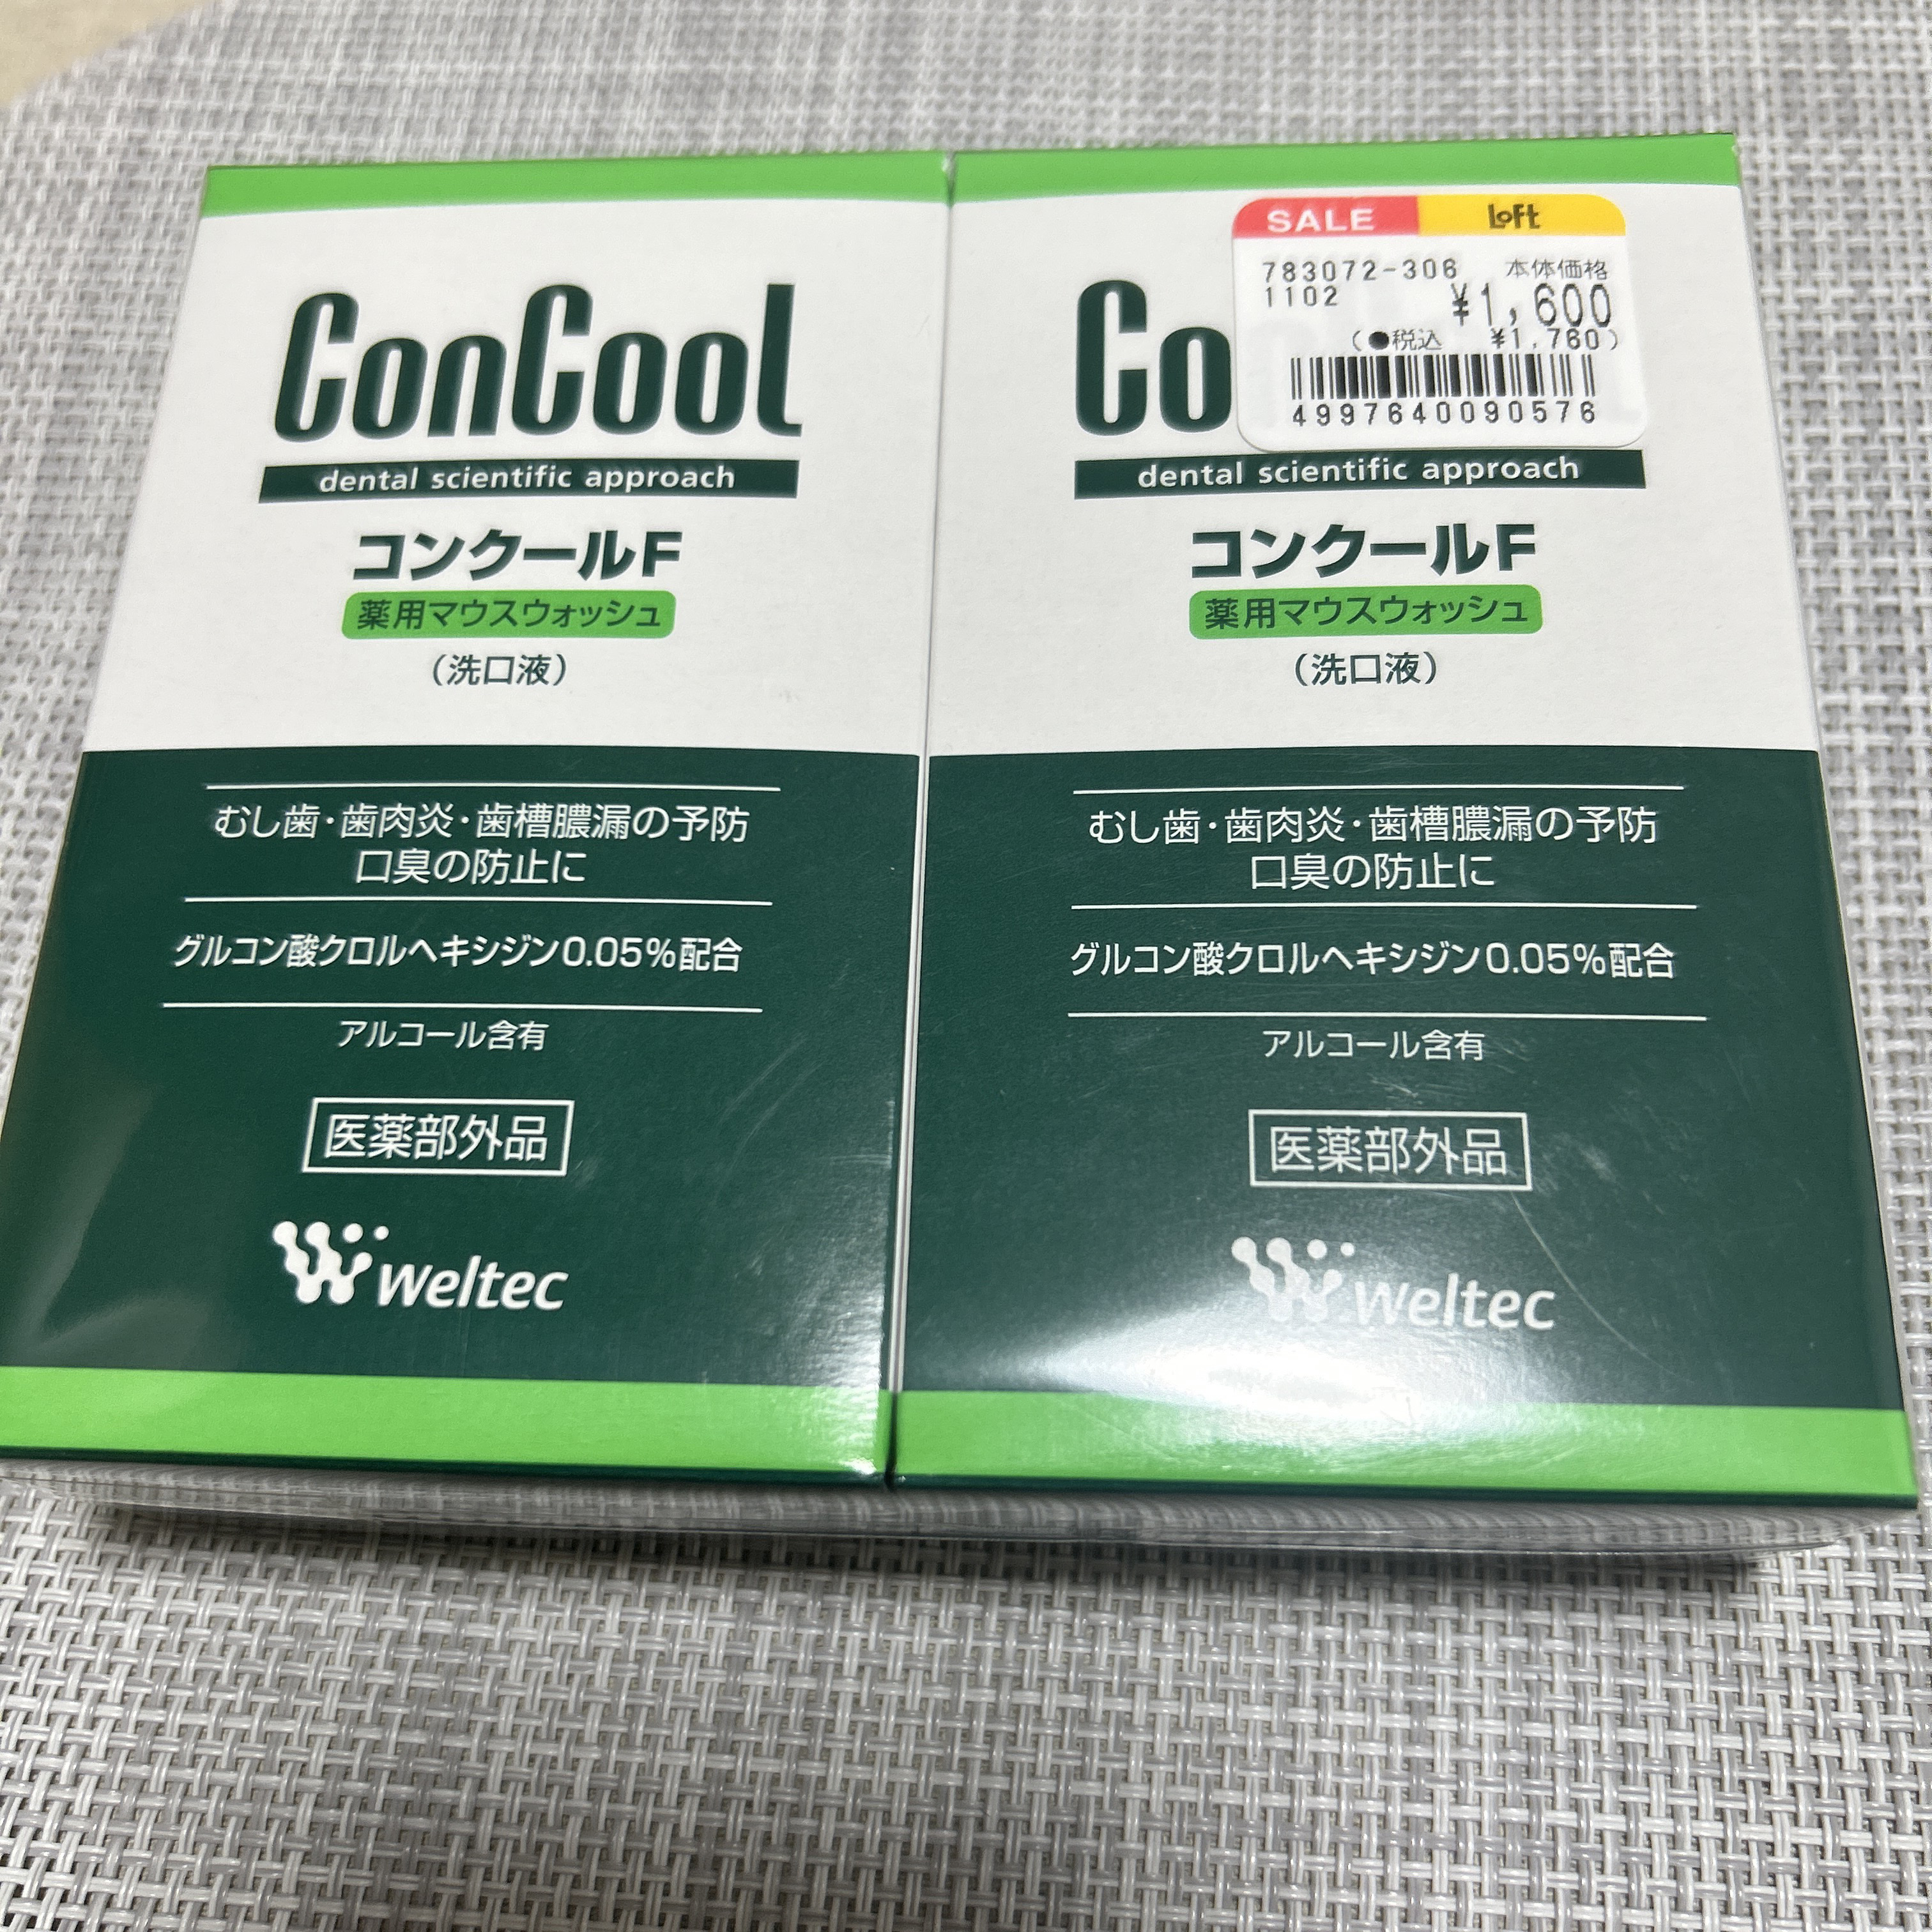 ConCool
dental scientific approach
コンクールF
薬用マウスウォッシュ
(洗口液)
むし歯・歯肉炎・歯槽膿漏の予防
口臭の防止に
グルコン酸クロルヘキシジン0.05%配合
アルコール含有
医薬部外品
weltec
SALE Loft
783072-306 本体価格
1102 ¥1,600
(●税込 ¥1,760)
4997640090576
Co
dental scientific approach
コンクールF
薬用マウスウォッシュ
(洗口液)
むし歯・歯肉炎・歯槽膿漏の予防
口臭の防止に
グルコン酸クロルヘキシジン0.05%配合
アルコール含有
医薬部外品
weltec